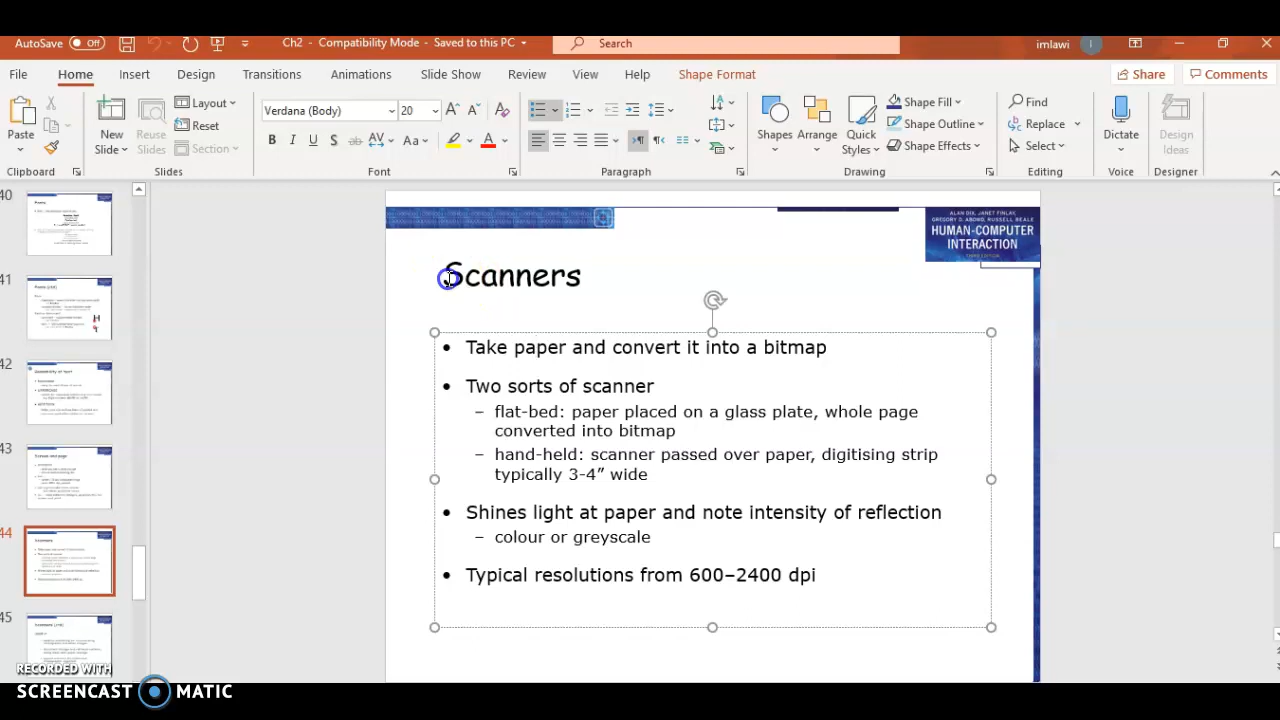 AutoSave Off Ch2 - Compatibility Mode - Saved to this PC Search imlawi I
File Home Insert Design Transitions Animations Slide Show Review View Help Shape Format Share Comments
Paste
Clipboard
New Slide
Reuse Slides
Layout
Reset
Section
Slides
Verdana (Body) 20
B I U S ab AV Aa A
Font
Paragraph
Shapes
Arrange
Quick Styles
Shape Fill
Shape Outline
Shape Effects
Drawing
Find
Replace
Select
Editing
Dictate
Voice
Design Ideas
Designer
40
41
42
43
44
45
ALAN DIX, JANET FINLAY,
GREGORY D. ABOWD, RUSSELL BEALE
HUMAN-COMPUTER
INTERACTION
THIRD EDITION
Scanners
• Take paper and convert it into a bitmap
• Two sorts of scanner
– flat-bed: paper placed on a glass plate, whole page
converted into bitmap
– hand-held: scanner passed over paper, digitising strip
typically 3-4” wide
• Shines light at paper and note intensity of reflection
– colour or greyscale
• Typical resolutions from 600–2400 dpi
RECORDED WITH
SCREENCAST MATIC